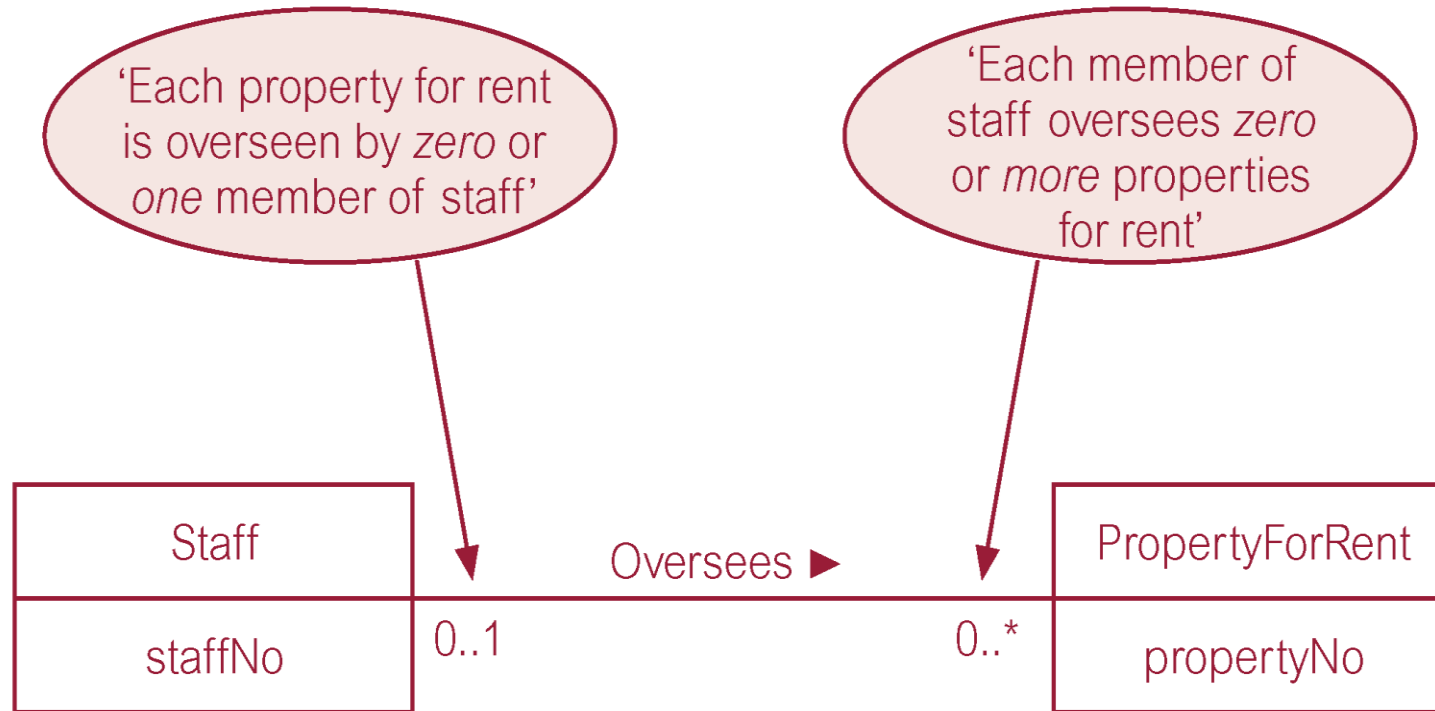 ‘Each property for rent
is overseen by zero or
one member of staff’
‘Each member of
staff oversees zero
or more properties
for rent’
Staff
Oversees ►
PropertyForRent
staffNo
0..1
0..*
propertyNo